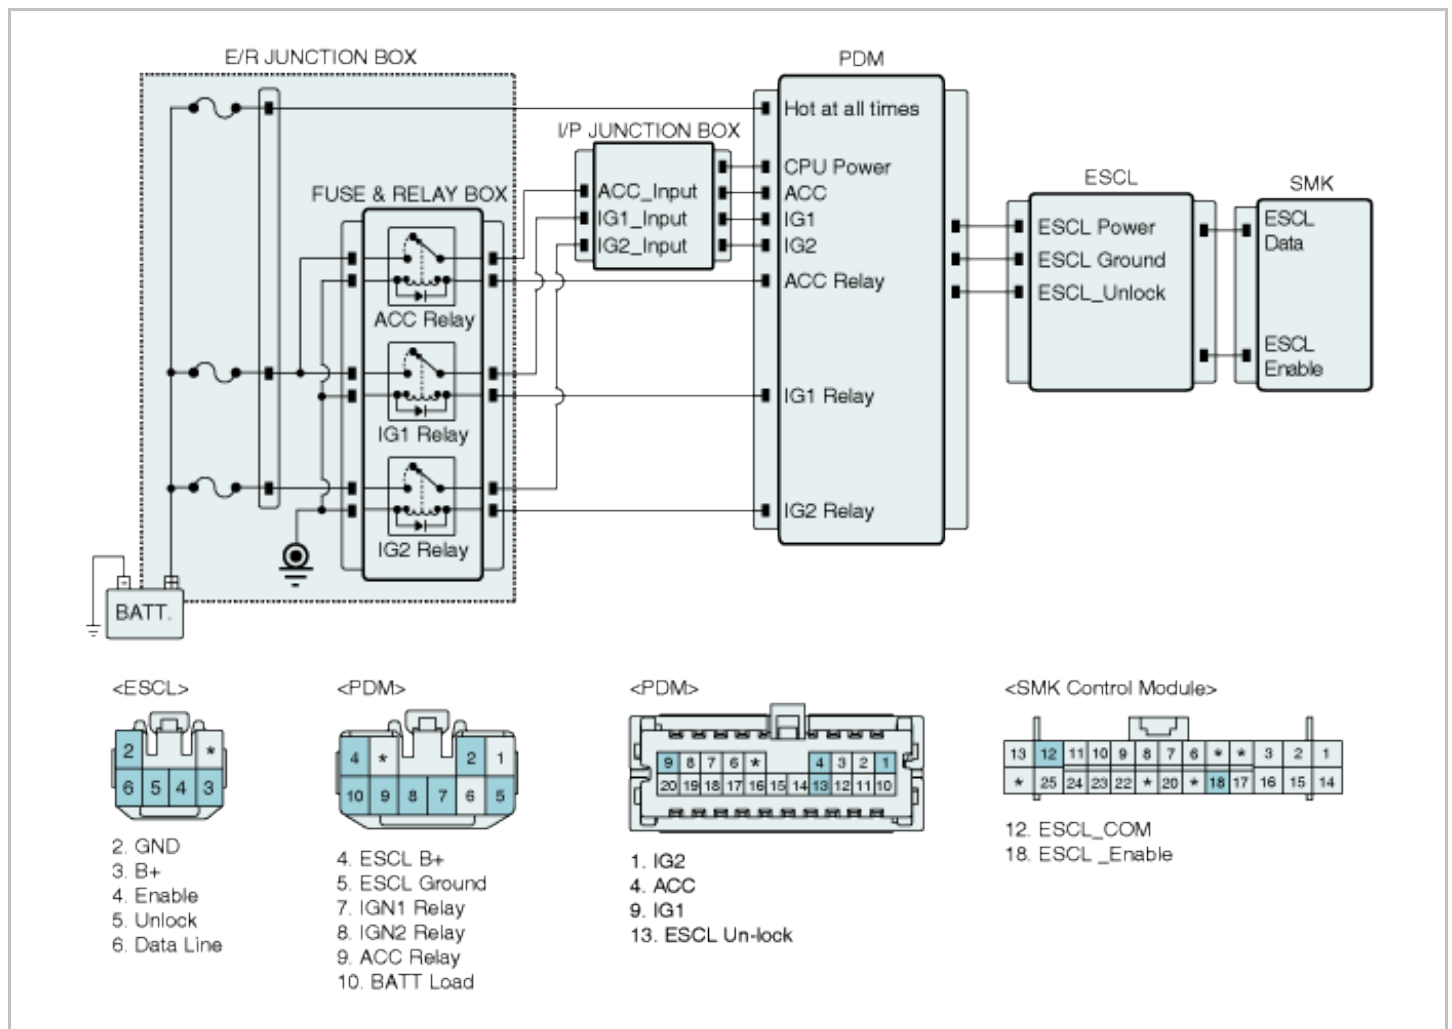 E/R JUNCTION BOX
PDM
Hot at all times
I/P JUNCTION BOX
CPU Power
ACC
IG1
IG2
ACC Relay
IG1 Relay
IG2 Relay
ACC_Input
IG1_Input
IG2_Input
FUSE & RELAY BOX
ACC Relay
IG1 Relay
IG2 Relay
ESCL
ESCL Power
ESCL Ground
ESCL_Unlock
SMK
ESCL
Data
ESCL
Enable
- +
BATT.
<ESCL>
2 *
6 5 4 3
2. GND
3. B+
4. Enable
5. Unlock
6. Data Line
<PDM>
4 * 2 1
10 9 8 7 6 5
4. ESCL B+
5. ESCL Ground
7. IGN1 Relay
8. IGN2 Relay
9. ACC Relay
10. BATT Load
<PDM>
9 8 7 6 * 4 3 2 1
20 19 18 17 16 15 14 13 12 11 10
1. IG2
4. ACC
9. IG1
13. ESCL Un-lock
<SMK Control Module>
13 12 11 10 9 8 7 6 * * 3 2 1
* 25 24 23 22 * 20 * 18 17 16 15 14
12. ESCL_COM
18. ESCL _Enable